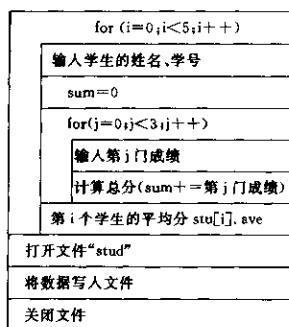 for (i=0;i<5;i++)
输入学生的姓名、学号
sum=0
for(j=0;j<3;j++)
输入第j门成绩
计算总分(sum+=第j门成绩)
第i个学生的平均分 stu[i].ave
打开文件“stud”
将数据写入文件
关闭文件